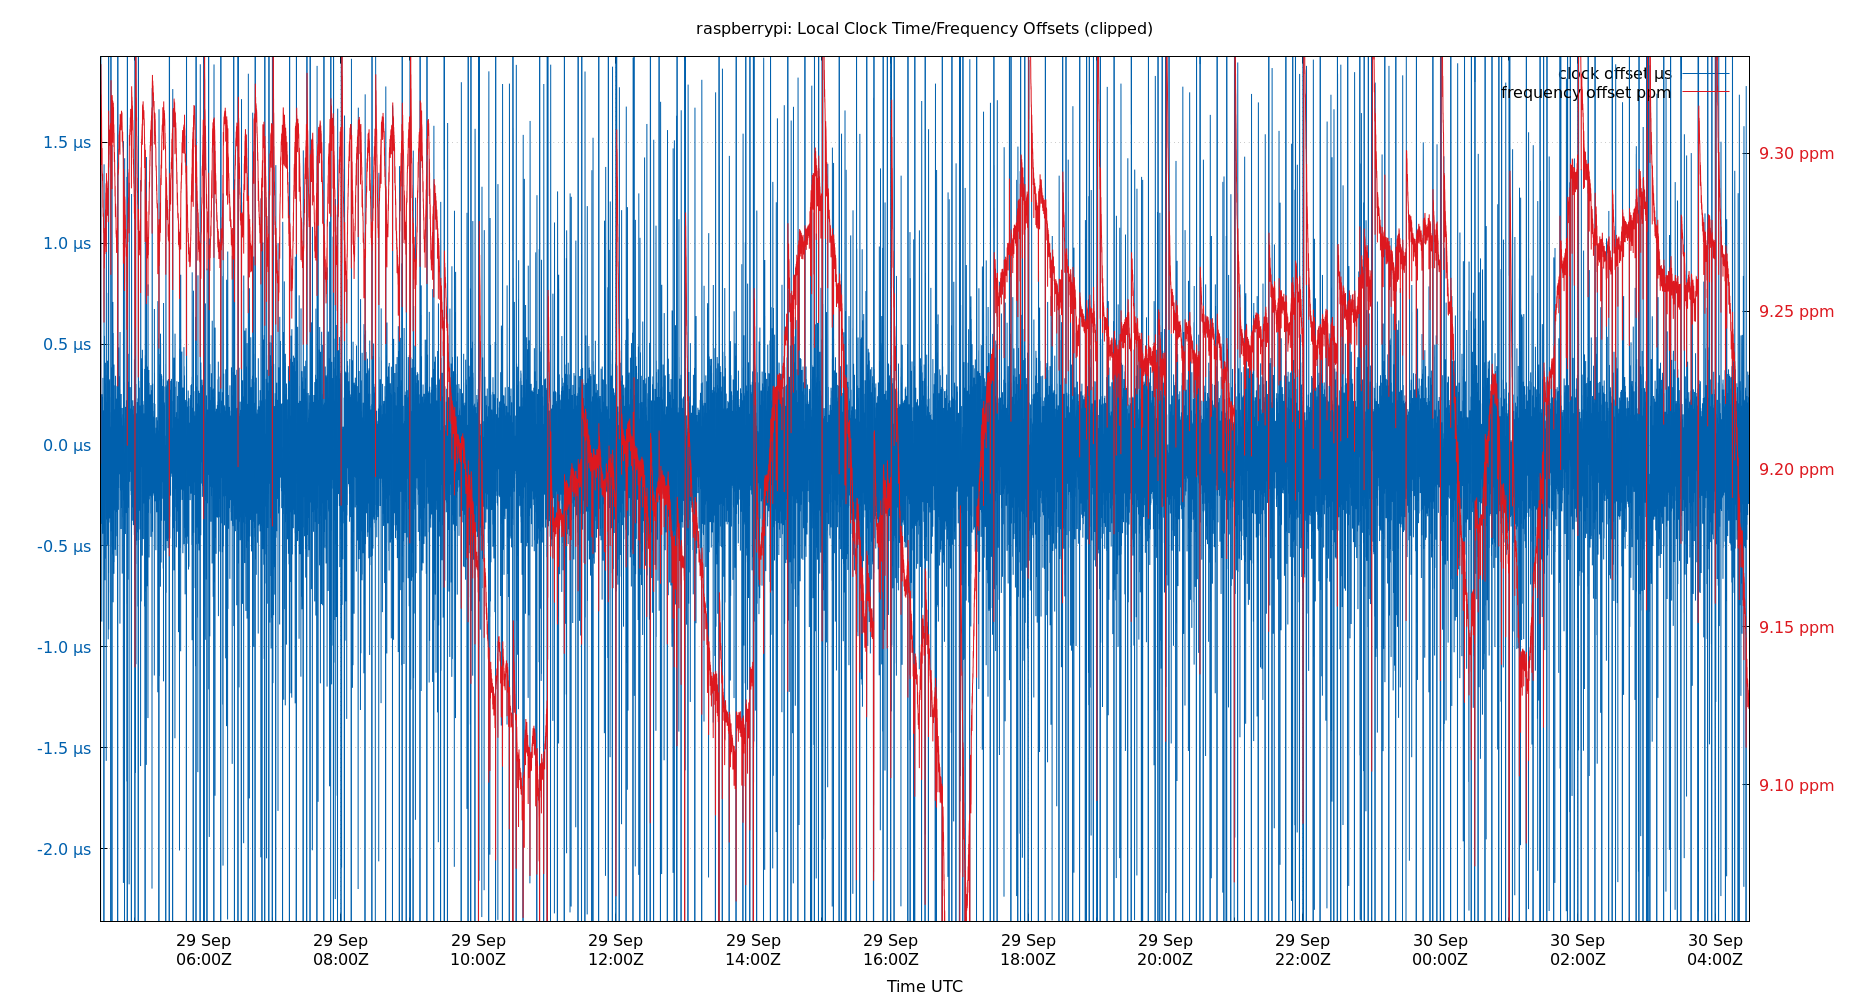 raspberrypi: Local Clock Time/Frequency Offsets (clipped)
clock offset µs
frequency offset ppm
1.5 µs
1.0 µs
0.5 µs
0.0 µs
-0.5 µs
-1.0 µs
-1.5 µs
-2.0 µs
9.30 ppm
9.25 ppm
9.20 ppm
9.15 ppm
9.10 ppm
29 Sep 29 Sep 29 Sep 29 Sep 29 Sep 29 Sep 29 Sep 29 Sep 29 Sep 30 Sep 30 Sep 30 Sep
06:00Z 08:00Z 10:00Z 12:00Z 14:00Z 16:00Z 18:00Z 20:00Z 22:00Z 00:00Z 02:00Z 04:00Z
Time UTC